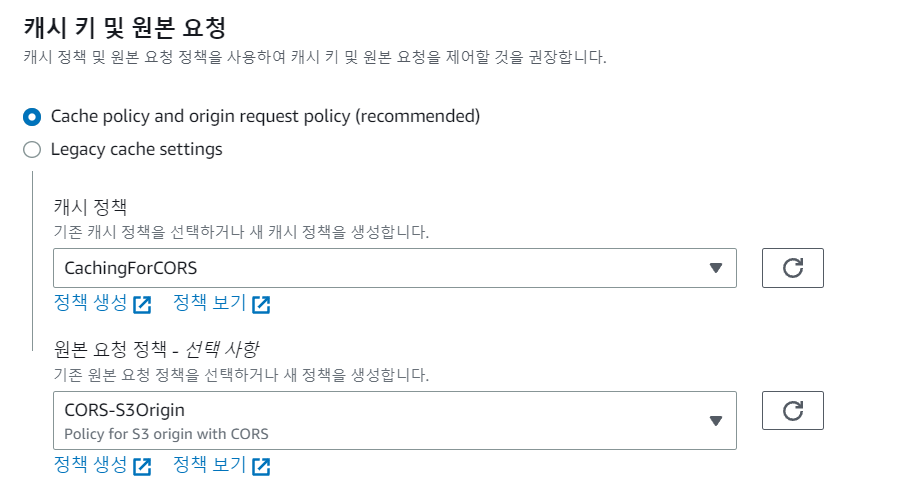 캐시 키 및 원본 요청
캐시 정책 및 원본 요청 정책을 사용하여 캐시 키 및 원본 요청을 제어할 것을 권장합니다.
Cache policy and origin request policy (recommended)
Legacy cache settings
캐시 정책
기존 캐시 정책을 선택하거나 새 캐시 정책을 생성합니다.
CachingForCORS
정책 생성 정책 보기
원본 요청 정책 - 선택 사항
기존 원본 요청 정책을 선택하거나 새 정책을 생성합니다.
CORS-S3Origin
Policy for S3 origin with CORS
정책 생성 정책 보기